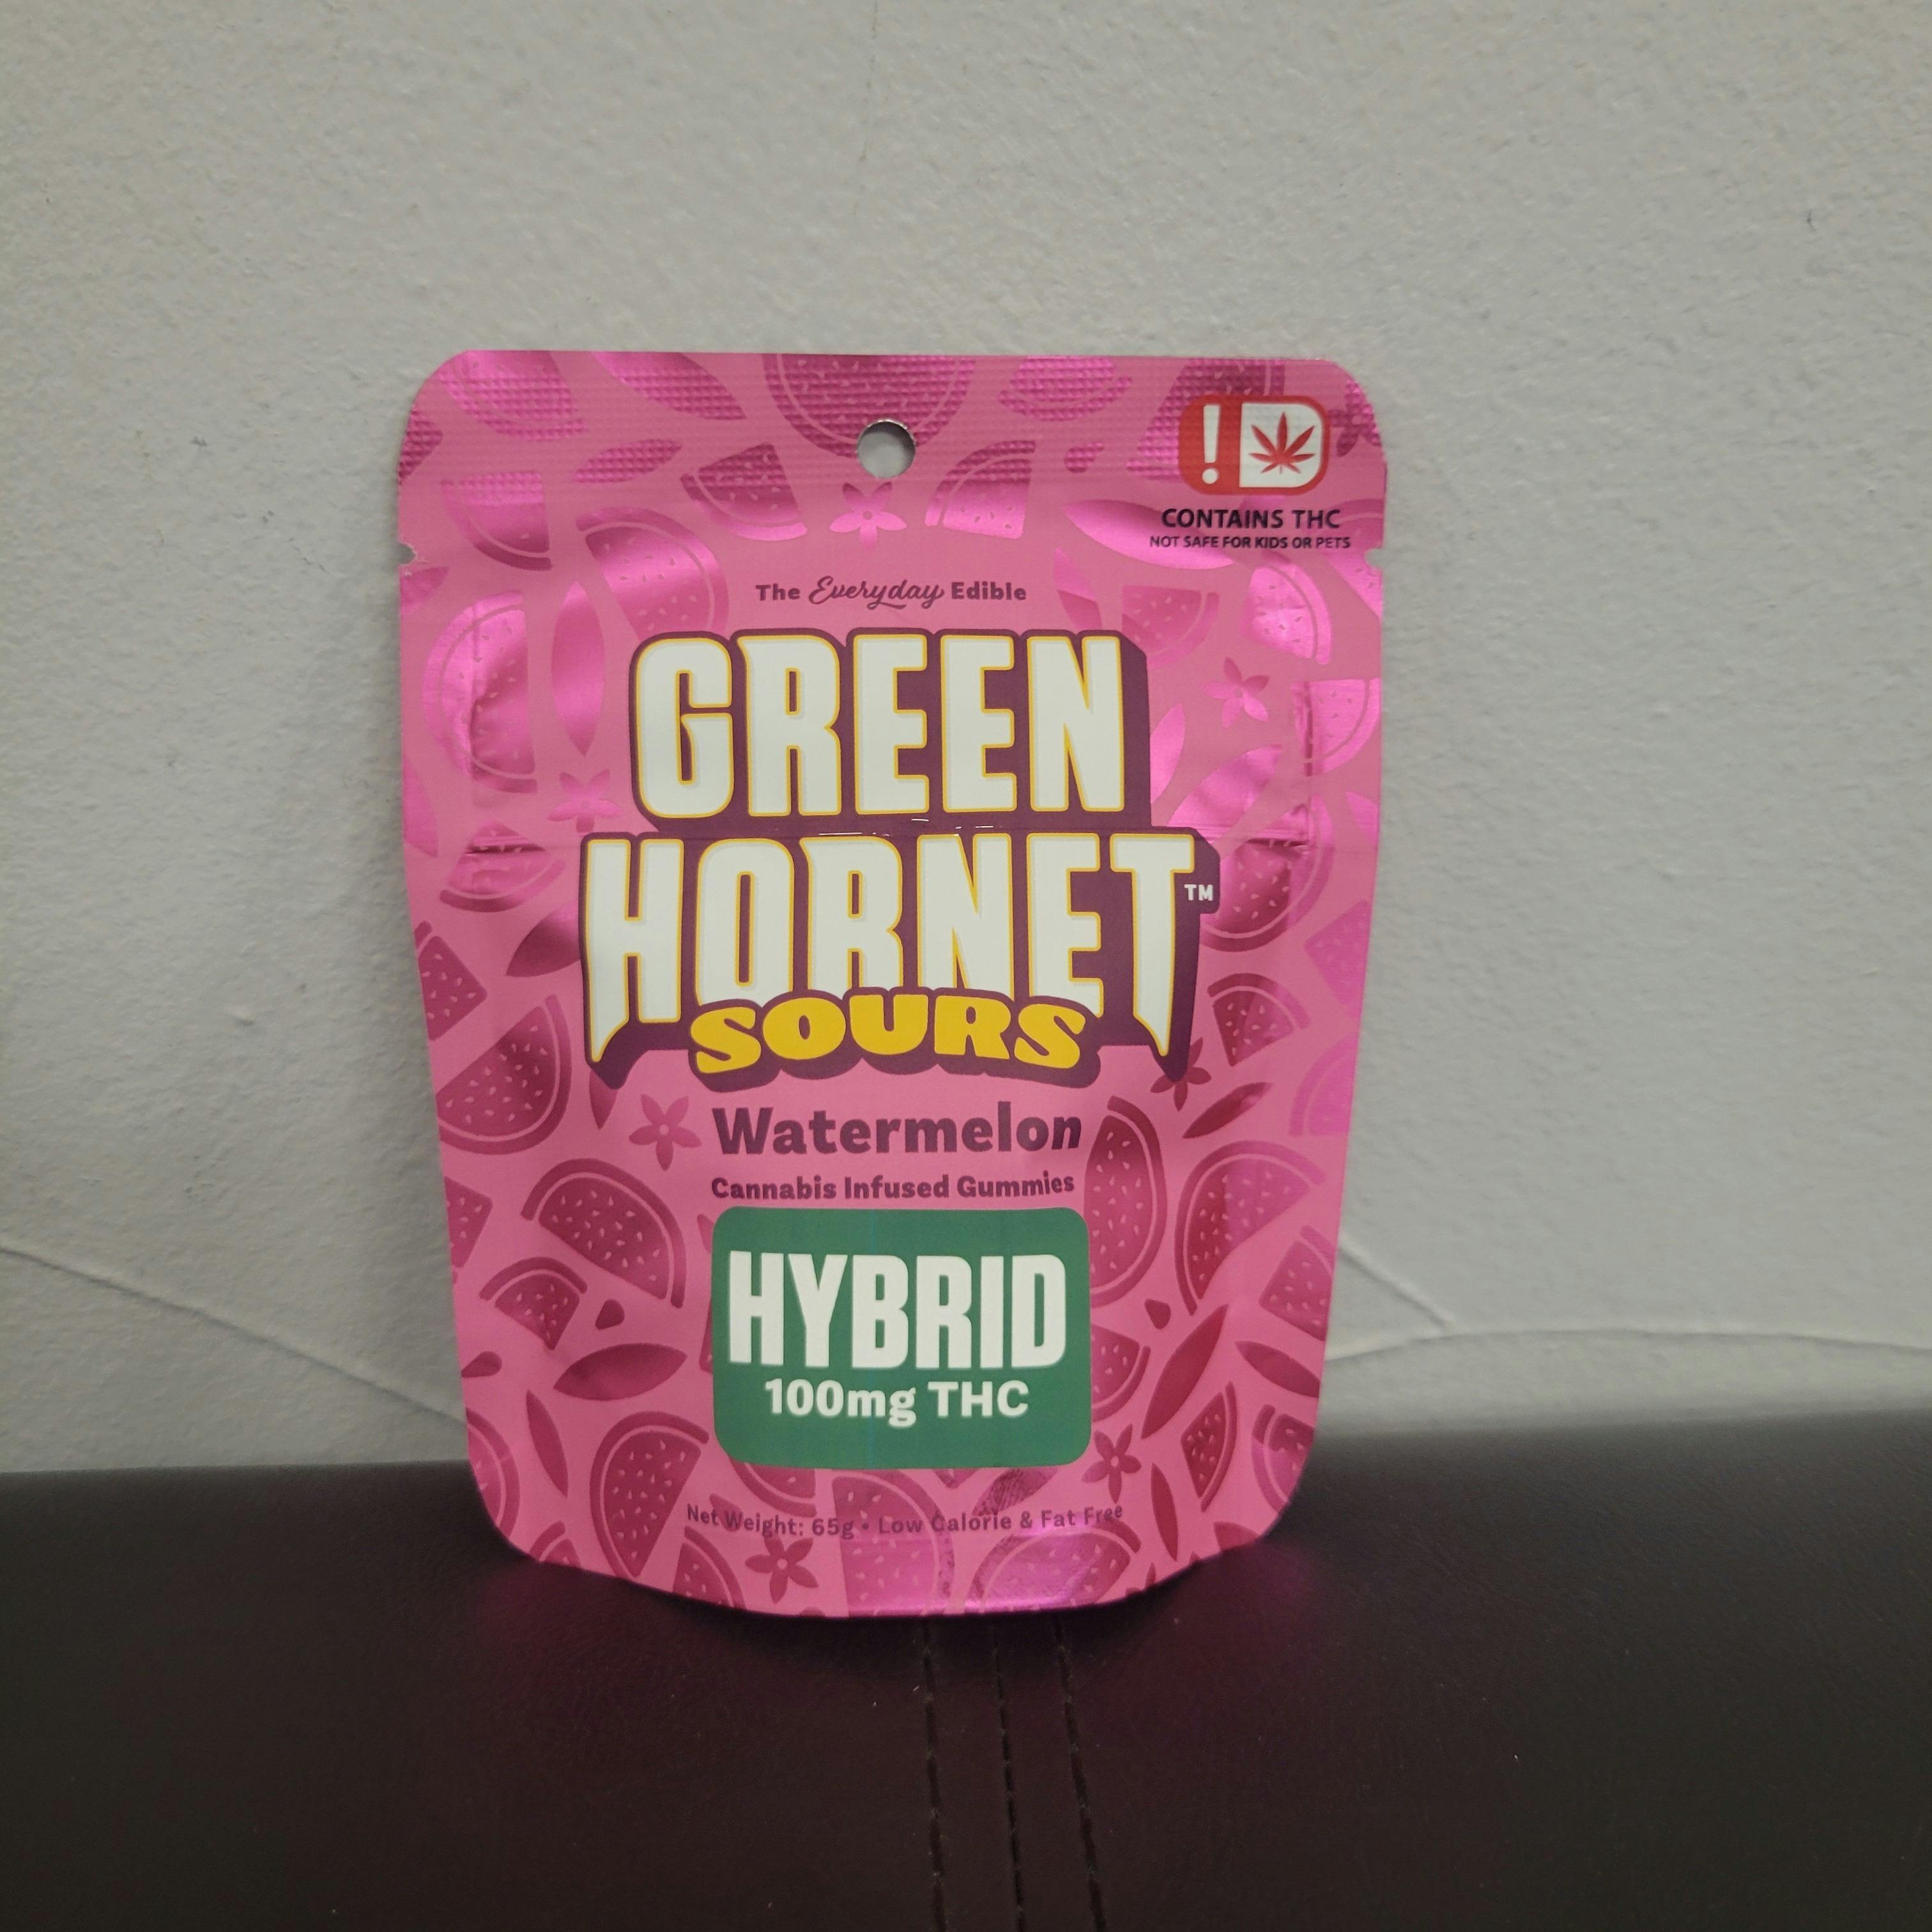 !
CONTAINS THC
NOT SAFE FOR KIDS OR PETS
The Everyday Edible
GREEN
HORNET™
SOURS
Watermelon
Cannabis Infused Gummies
HYBRID
100mg THC
Net Weight: 65g • Low Calorie & Fat Free